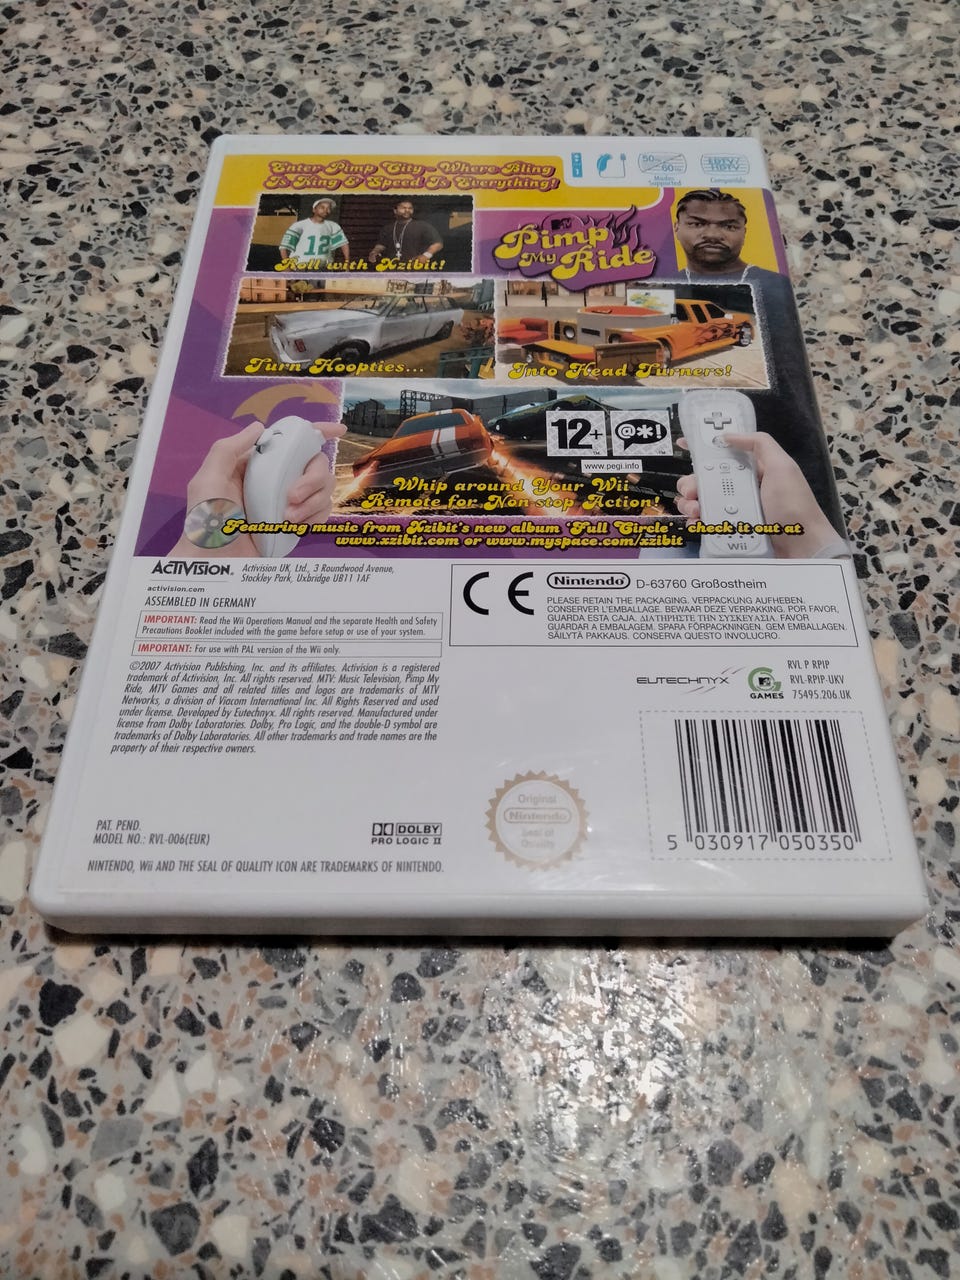 Enter Pimp City - Where Bling
Is King & Speed Is Everything!
50Hz
60Hz
Modes
Supported
EDTV/
HDTV
Compatible
12
Roll with Xzibit!
Pimp
My Ride
Turn Hoopties...
Into Head Turners!
12+
@*!
www.pegi.info
Whip around Your Wii
Remote for Non stop Action!
Wii
Featuring music from Xzibit's new album 'Full Circle' - check it out at
www.xzibit.com or www.myspace.com/xzibit
ACTIVISION.
activision.com
Activision UK, Ltd., 3 Roundwood Avenue,
Stockley Park, Uxbridge UB11 1AF
ASSEMBLED IN GERMANY
IMPORTANT: Read the Wii Operations Manual and the separate Health and Safety
Precautions Booklet included with the game before setup or use of your system.
IMPORTANT: For use with PAL version of the Wii only.
©2007 Activision Publishing, Inc. and its affiliates. Activision is a registered
trademark of Activision, Inc. All rights reserved. MTV: Music Television, Pimp My
Ride, MTV Games and all related titles and logos are trademarks of MTV
Networks, a division of Viacom International Inc. All Rights Reserved and used
under license. Developed by Eutechnyx. All rights reserved. Manufactured under
license from Dolby Laboratories. Dolby, Pro Logic, and the double-D symbol are
trademarks of Dolby Laboratories. All other trademarks and trade names are the
property of their respective owners.
CE
Nintendo D-63760 Großostheim
PLEASE RETAIN THE PACKAGING. VERPACKUNG AUFHEBEN.
CONSERVER L'EMBALLAGE. BEWAAR DEZE VERPAKKING. POR FAVOR,
GUARDA ESTA CAJA. ΔΙΑΤΗΡΗΣΤΕ ΤΗΝ ΣΥΣΚΕΥΑΣΙΑ. FAVOR
GUARDAR A EMBALAGEM. SPARA FÖRPACKNINGEN. GEM EMBALLAGEN.
SÄILYTÄ PAKKAUS. CONSERVA QUESTO INVOLUCRO.
EUTECHNYX
GAMES
RVL P RPIP
RVL-RPIP-UKV
75495.206.UK
PAT. PEND.
MODEL NO.: RVL-006(EUR)
DOLBY
PRO LOGIC II
Original
Nintendo
Seal of
Quality
5 030917 050350
NINTENDO, Wii AND THE SEAL OF QUALITY ICON ARE TRADEMARKS OF NINTENDO.